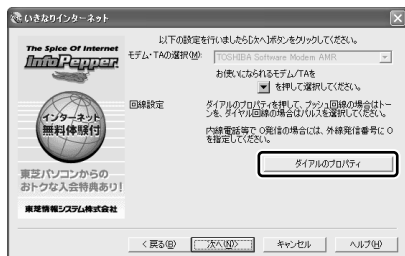 いきなりインターネット
The Spice Of Internet
InfoPepper
インターネット
無料体験付
東芝パソコンからの
おトクな入会特典あり!
東芝情報システム株式会社
以下の設定を行いましたら[次へ]ボタンをクリックしてください。
モデム・TAの選択(M):
TOSHIBA Software Modem AMR
お使いになられるモデム/TAを
▼ を押して選択してください。
回線設定
ダイアルのプロパティを押して、プッシュ回線の場合はトー
ンを、ダイヤル回線の場合はパルスを選択してください。
内線電話等で 0発信の場合には、外線発信番号に 0
を指定してください。
ダイアルのプロパティ
< 戻る(B)
次へ(N)>
キャンセル
ヘルプ(H)